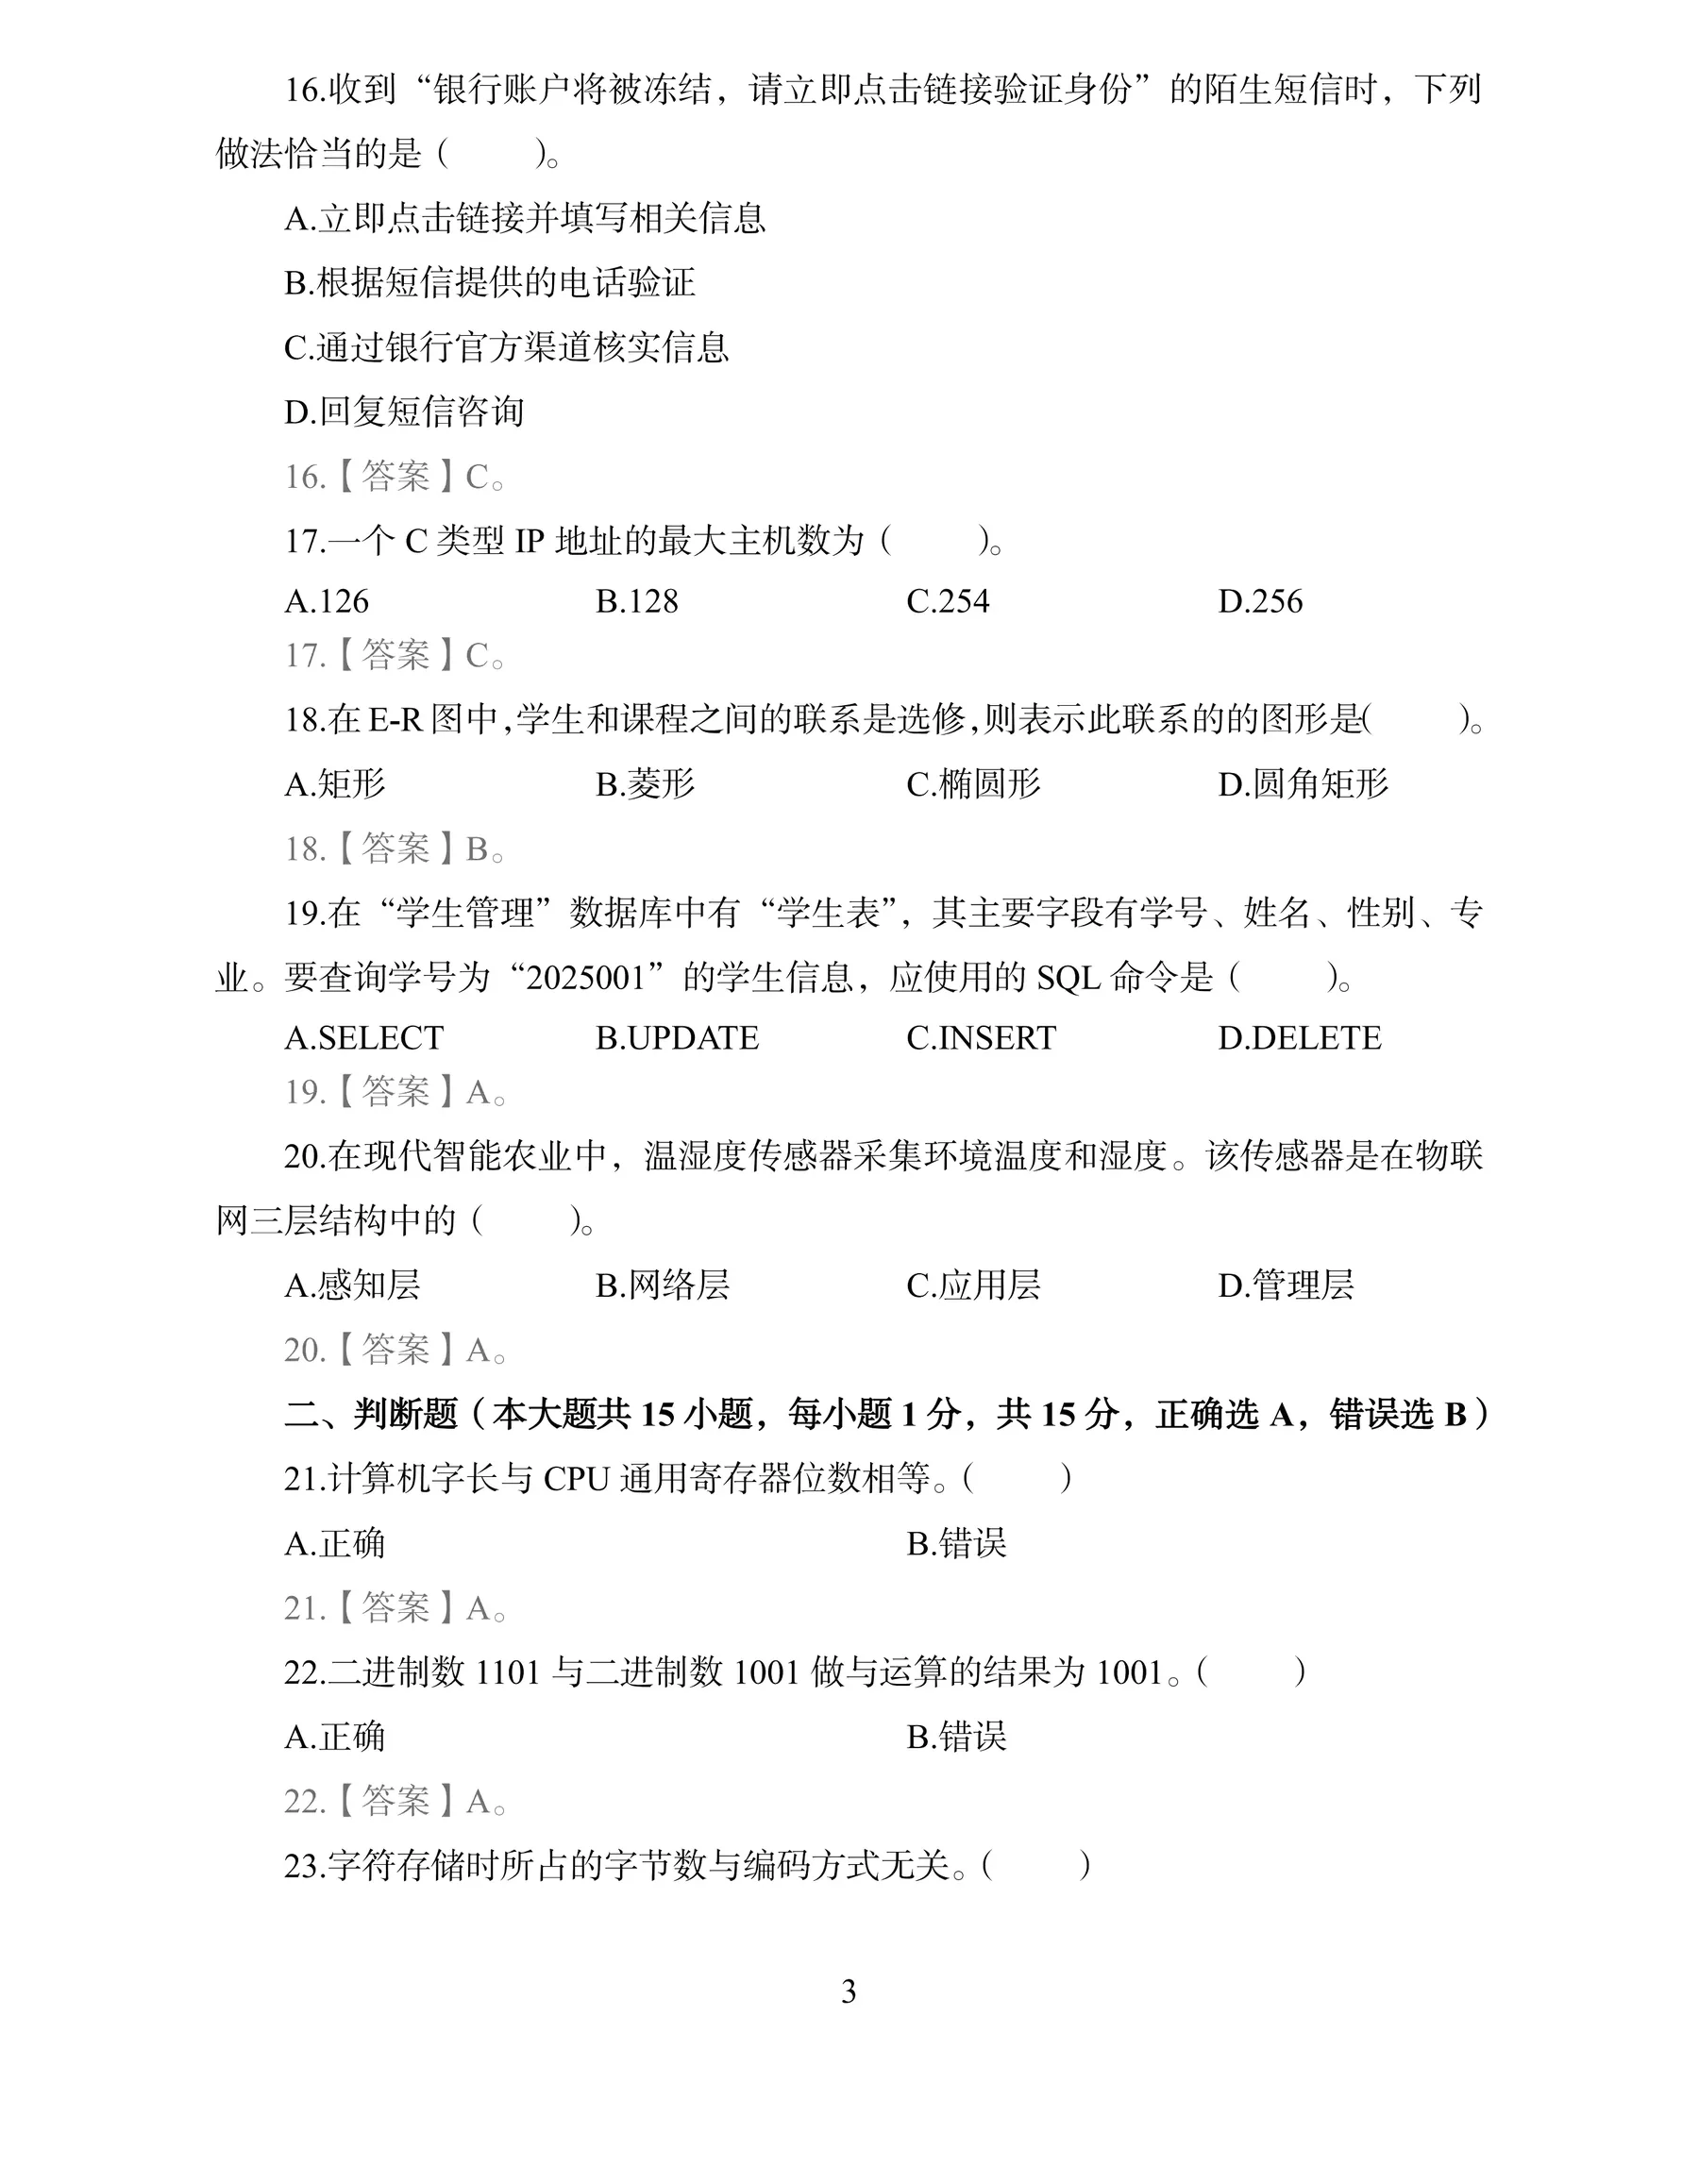 16.收到“银行账户将被冻结，请立即点击链接验证身份”的陌生短信时，下列
做法恰当的是（　　）。
A.立即点击链接并填写相关信息
B.根据短信提供的电话验证
C.通过银行官方渠道核实信息
D.回复短信咨询
16.【答案】C。
17.一个 C 类型 IP 地址的最大主机数为（　　）。
A.126　B.128　C.254　D.256
17.【答案】C。
18.在 E-R 图中,学生和课程之间的联系是选修,则表示此联系的的图形是(　　)。
A.矩形　B.菱形　C.椭圆形　D.圆角矩形
18.【答案】B。
19.在“学生管理”数据库中有“学生表”，其主要字段有学号、姓名、性别、专
业。要查询学号为“2025001”的学生信息，应使用的 SQL 命令是（　　）。
A.SELECT　B.UPDATE　C.INSERT　D.DELETE
19.【答案】A。
20.在现代智能农业中，温湿度传感器采集环境温度和湿度。该传感器是在物联
网三层结构中的（　　）。
A.感知层　B.网络层　C.应用层　D.管理层
20.【答案】A。
二、判断题（本大题共 15 小题，每小题 1 分，共 15 分，正确选 A，错误选 B）
21.计算机字长与 CPU 通用寄存器位数相等。（　　）
A.正确　B.错误
21.【答案】A。
22.二进制数 1101 与二进制数 1001 做与运算的结果为 1001。（　　）
A.正确　B.错误
22.【答案】A。
23.字符存储时所占的字节数与编码方式无关。（　　）
3